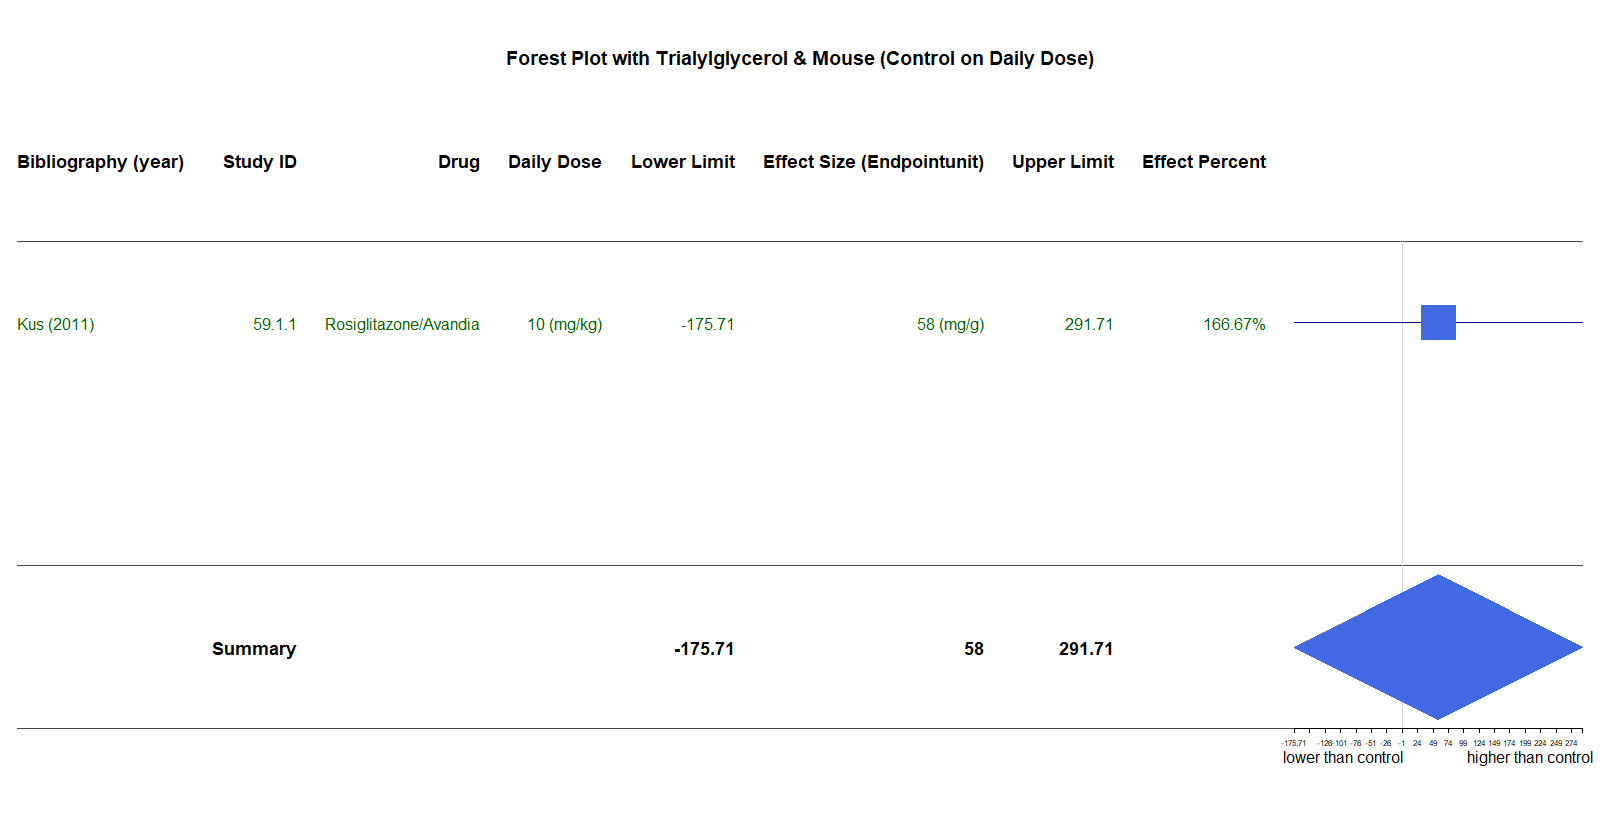 Forest Plot with Trialylglycerol & Mouse (Control on Daily Dose)
Bibliography (year) Study ID Drug Daily Dose Lower Limit Effect Size (Endpointunit) Upper Limit Effect Percent
Kus (2011) 59.1.1 Rosiglitazone/Avandia 10 (mg/kg) -175.71 58 (mg/g) 291.71 166.67%
Summary -175.71 58 291.71
-175.71 -126 -101 -76 -51 -26 -1 24 49 74 99 124 149 174 199 224 249 274
lower than control higher than control